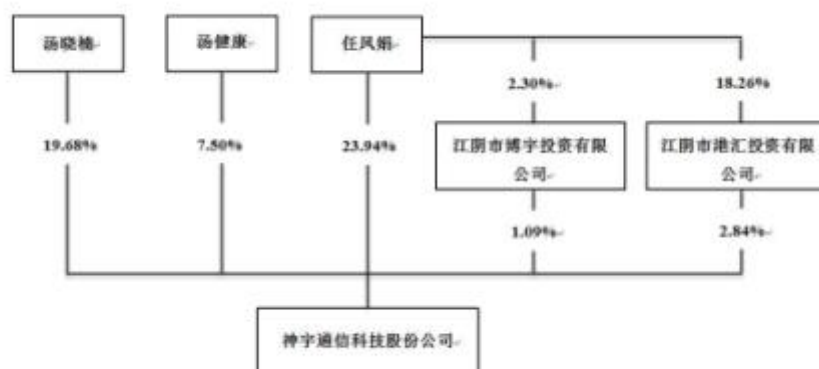 汤晓楠
汤健康
任凤娟
2.30%
18.26%
19.68%
7.50%
23.94%
江阴市博宇投资有限
公司
江阴市港汇投资有限
公司
1.09%
2.84%
神宇通信科技股份公司